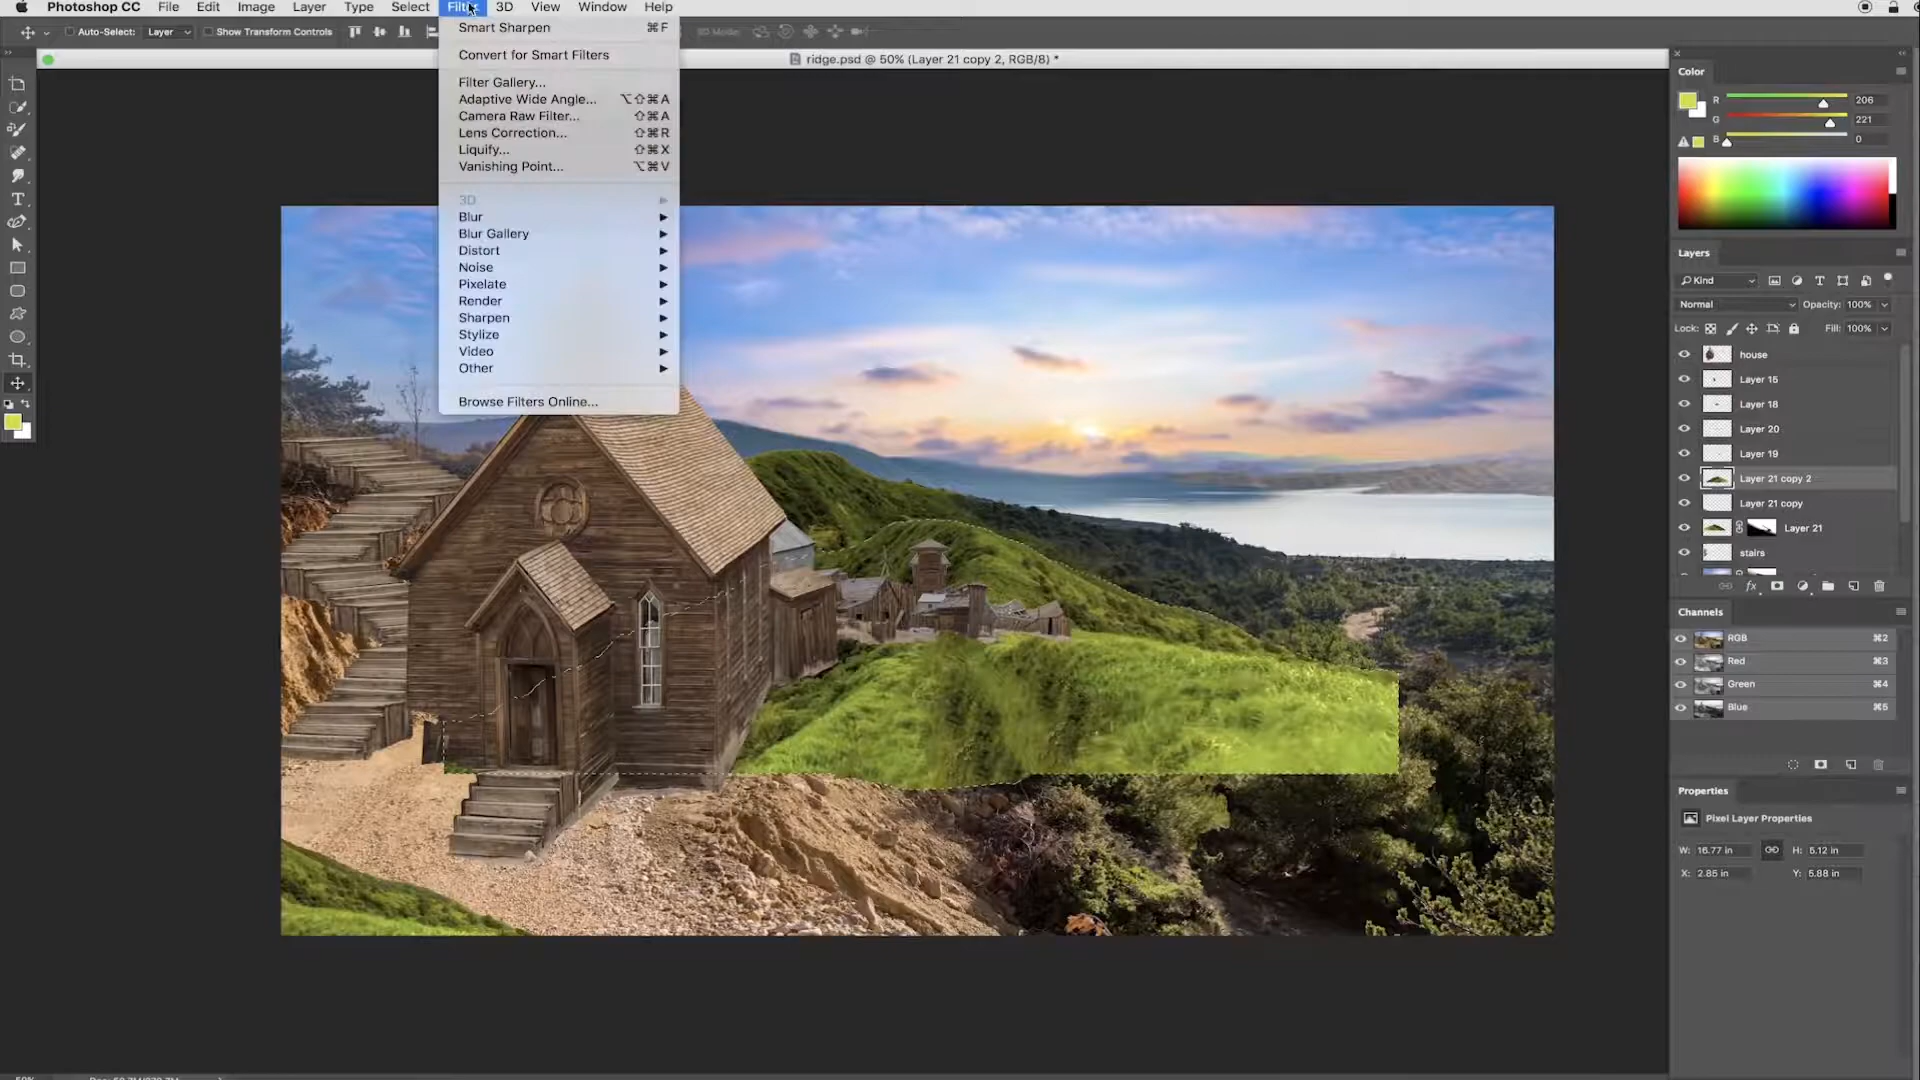 Photoshop CC File Edit Image Layer Type Select Filter 3D View Window Help
Auto-Select: Layer Show Transform Controls
ridge.psd @ 50% (Layer 21 copy 2, RGB/8) *
Smart Sharpen ⌘F
Convert for Smart Filters
Filter Gallery...
Adaptive Wide Angle... ⌥⇧⌘A
Camera Raw Filter... ⇧⌘A
Lens Correction... ⇧⌘R
Liquify... ⇧⌘X
Vanishing Point... ⌥⌘V
3D
Blur
Blur Gallery
Distort
Noise
Pixelate
Render
Sharpen
Stylize
Video
Other
Browse Filters Online...
Color
R 206
G 221
B 0
Layers
Kind
Normal Opacity: 100%
Lock: Fill: 100%
house
Layer 15
Layer 18
Layer 20
Layer 19
Layer 21 copy 2
Layer 21 copy
Layer 21
stairs
fx
Channels
RGB ⌘2
Red ⌘3
Green ⌘4
Blue ⌘5
Properties
Pixel Layer Properties
W: 16.77 in H: 5.12 in
X: 2.85 in Y: 5.88 in